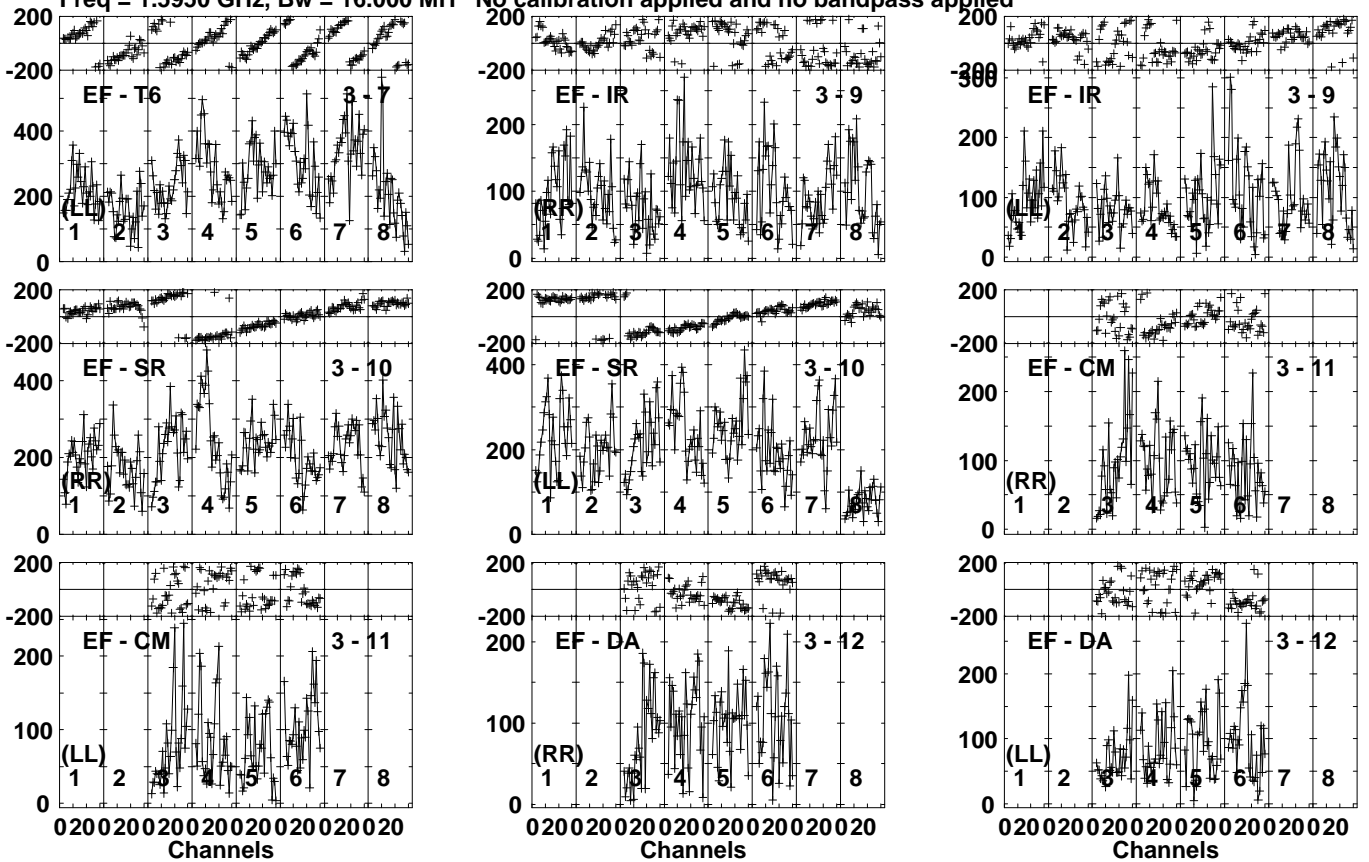 Freq = 1.5950 GHz, Bw = 16.000 MH No calibration applied and no bandpass applied
200 200 200
-200 -200 -200
300
EF - T6 3 - 7 EF - IR 3 - 9 EF - IR 3 - 9
400 200 200
200 100 100
(LL) (RR) (LL)
1 2 3 4 5 6 7 8 1 2 3 4 5 6 7 8 1 2 3 4 5 6 7 8
0 0 0
200 200 200
-200 -200 -200
EF - SR 3 - 10 EF - SR 3 - 10 EF - CM 3 - 11
400 400 200
200 200 100
(RR) (LL) (RR)
1 2 3 4 5 6 7 8 1 2 3 4 5 6 7 8 1 2 3 4 5 6 7 8
0 0 0
200 200 200
-200 -200 -200
EF - CM 3 - 11 EF - DA 3 - 12 EF - DA 3 - 12
200 200 200
100 100 100
(LL) (RR) (LL)
1 2 3 4 5 6 7 8 1 2 3 4 5 6 7 8 1 2 3 4 5 6 7 8
0 0 0
0 20 0 20 0 20 0 20 0 20 0 20 0 20 0 20 0 20 0 20 0 20 0 20 0 20 0 20 0 20 0 20 0 20 0 20 0 20 0 20 0 20 0 20 0 20 0 20
Channels Channels Channels